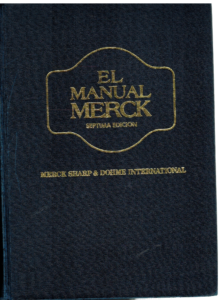 EL
MANUAL
MERCK
SEPTIMA EDICION
MERCK SHARP & DOHME INTERNATIONAL